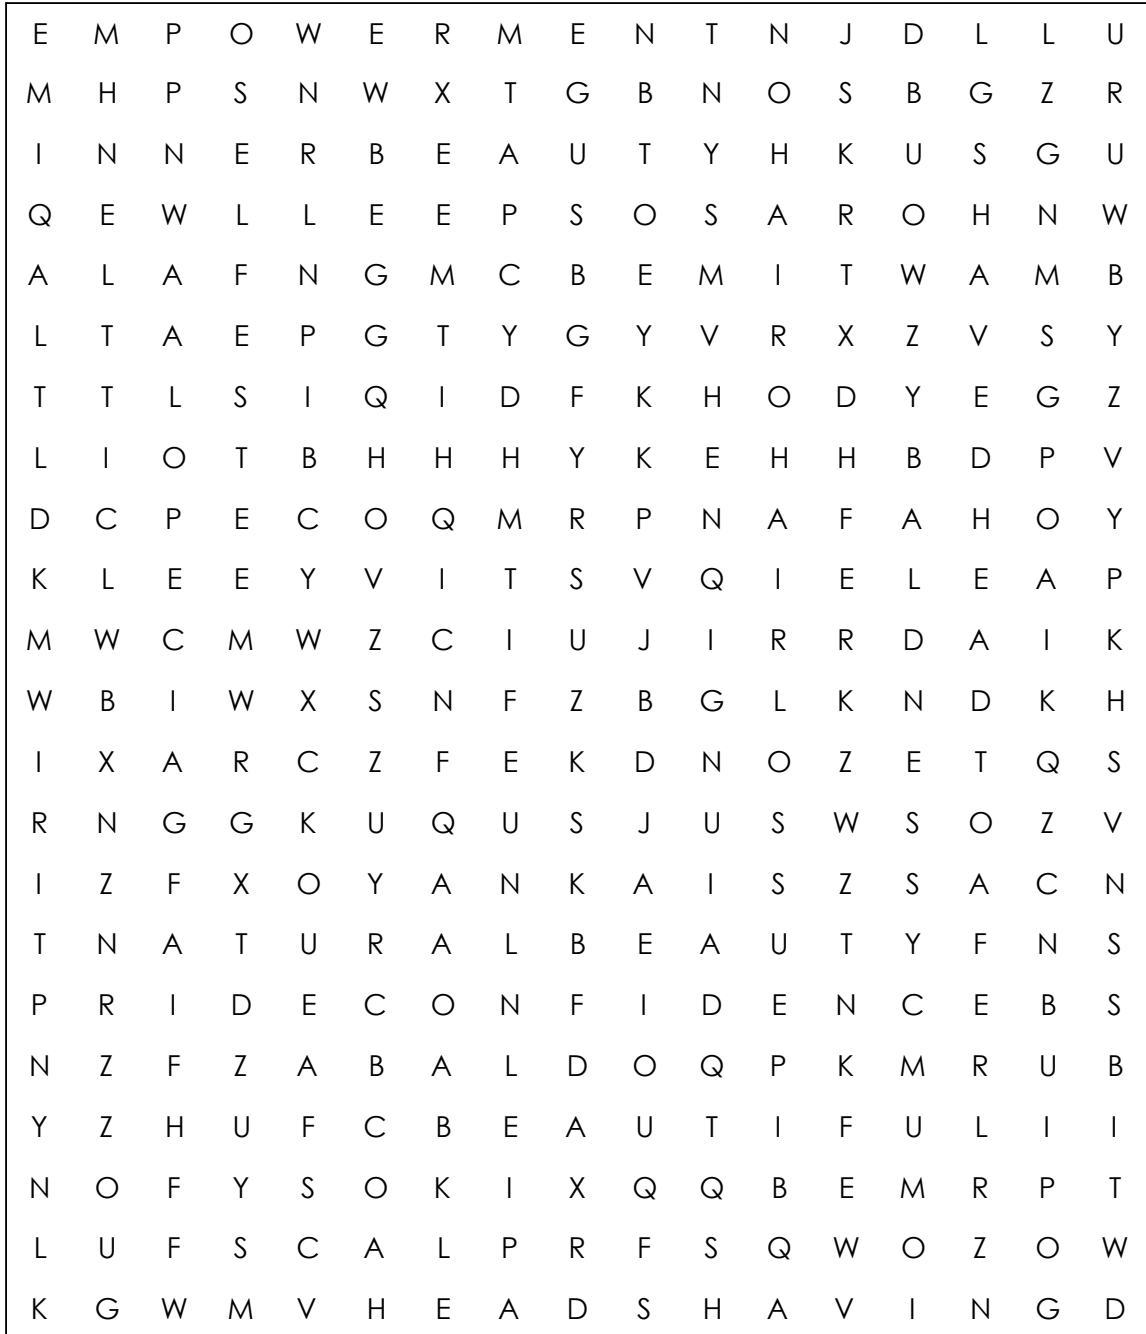 E M P O W E R M E N T N J D L L U
M H P S N W X T G B N O S B G Z R
I N N E R B E A U T Y H K U S G U
Q E W L L E E P S O S A R O H N W
A L A F N G M C B E M I T W A M B
L T A E P G T Y G Y V R X Z V S Y
T T L S I Q I D F K H O D Y E G Z
L I O T B H H H Y K E H H B D P V
D C P E C O Q M R P N A F A H O Y
K L E E Y V I T S V Q I E L E A P
M W C M W Z C I U J I R R D A I K
W B I W X S N F Z B G L K N D K H
I X A R C Z F E K D N O Z E T Q S
R N G G K U Q U S J U S W S O Z V
I Z F X O Y A N K A I S Z S A C N
T N A T U R A L B E A U T Y F N S
P R I D E C O N F I D E N C E B S
N Z F Z A B A L D O Q P K M R U B
Y Z H U F C B E A U T I F U L I I
N O F Y S O K I X Q Q B E M R P T
L U F S C A L P R F S Q W O Z O W
K G W M V H E A D S H A V I N G D